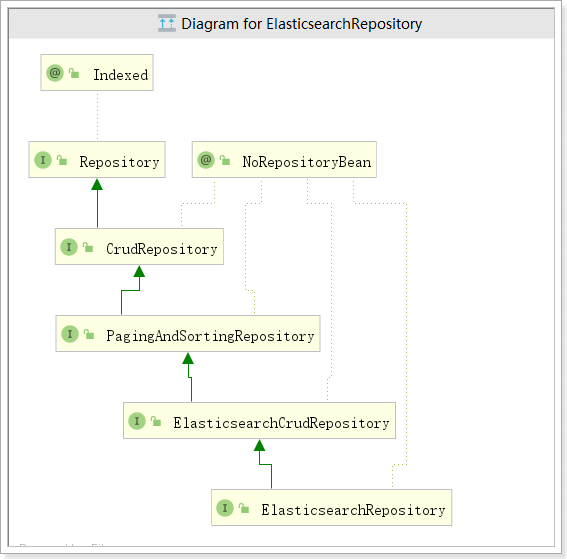 Diagram for ElasticsearchRepository
@ Indexed
I Repository
@ NoRepositoryBean
I CrudRepository
I PagingAndSortingRepository
I ElasticsearchCrudRepository
I ElasticsearchRepository